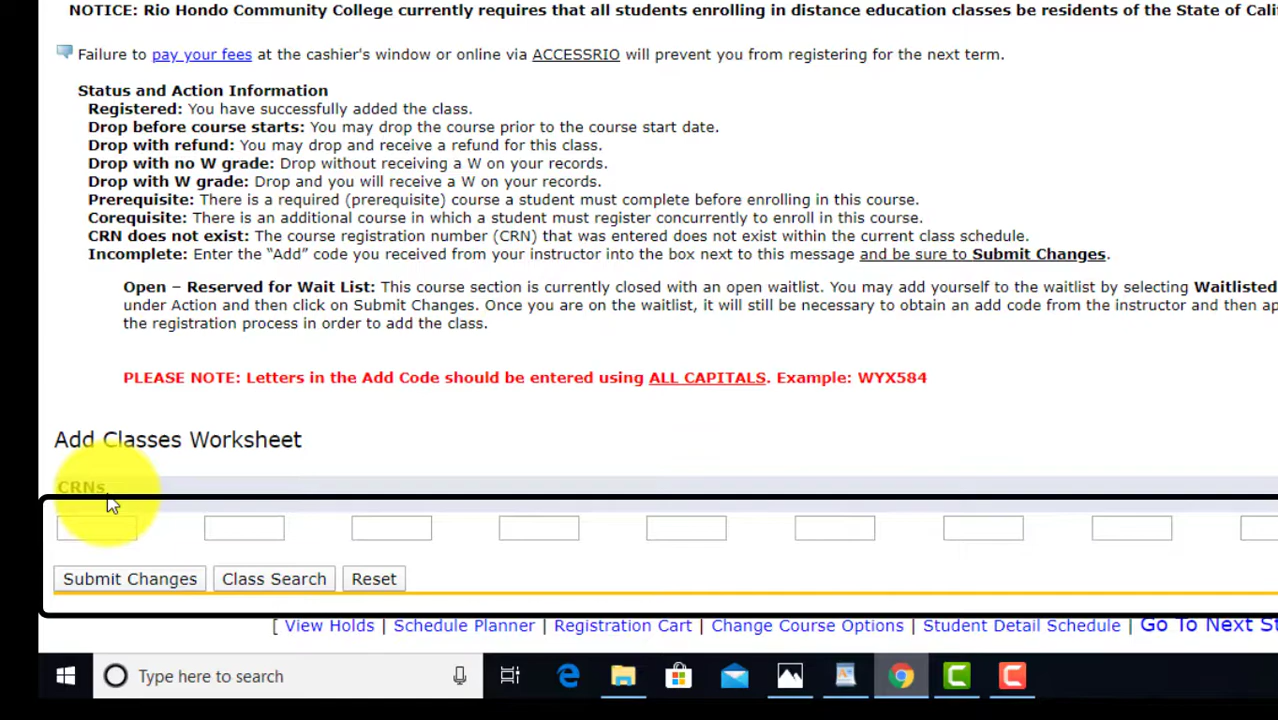 NOTICE: Rio Hondo Community College currently requires that all students enrolling in distance education classes be residents of the State of Cali
Failure to pay your fees at the cashier's window or online via ACCESSRIO will prevent you from registering for the next term.
Status and Action Information
Registered: You have successfully added the class.
Drop before course starts: You may drop the course prior to the course start date.
Drop with refund: You may drop and receive a refund for this class.
Drop with no W grade: Drop without receiving a W on your records.
Drop with W grade: Drop and you will receive a W on your records.
Prerequisite: There is a required (prerequisite) course a student must complete before enrolling in this course.
Corequisite: There is an additional course in which a student must register concurrently to enroll in this course.
CRN does not exist: The course registration number (CRN) that was entered does not exist within the current class schedule.
Incomplete: Enter the “Add” code you received from your instructor into the box next to this message and be sure to Submit Changes.
Open – Reserved for Wait List: This course section is currently closed with an open waitlist. You may add yourself to the waitlist by selecting Waitlisted
under Action and then click on Submit Changes. Once you are on the waitlist, it will still be necessary to obtain an add code from the instructor and then ap
the registration process in order to add the class.
PLEASE NOTE: Letters in the Add Code should be entered using ALL CAPITALS. Example: WYX584
Add Classes Worksheet
CRNs
Submit Changes Class Search Reset
[ View Holds | Schedule Planner | Registration Cart | Change Course Options | Student Detail Schedule | Go To Next St
Type here to search